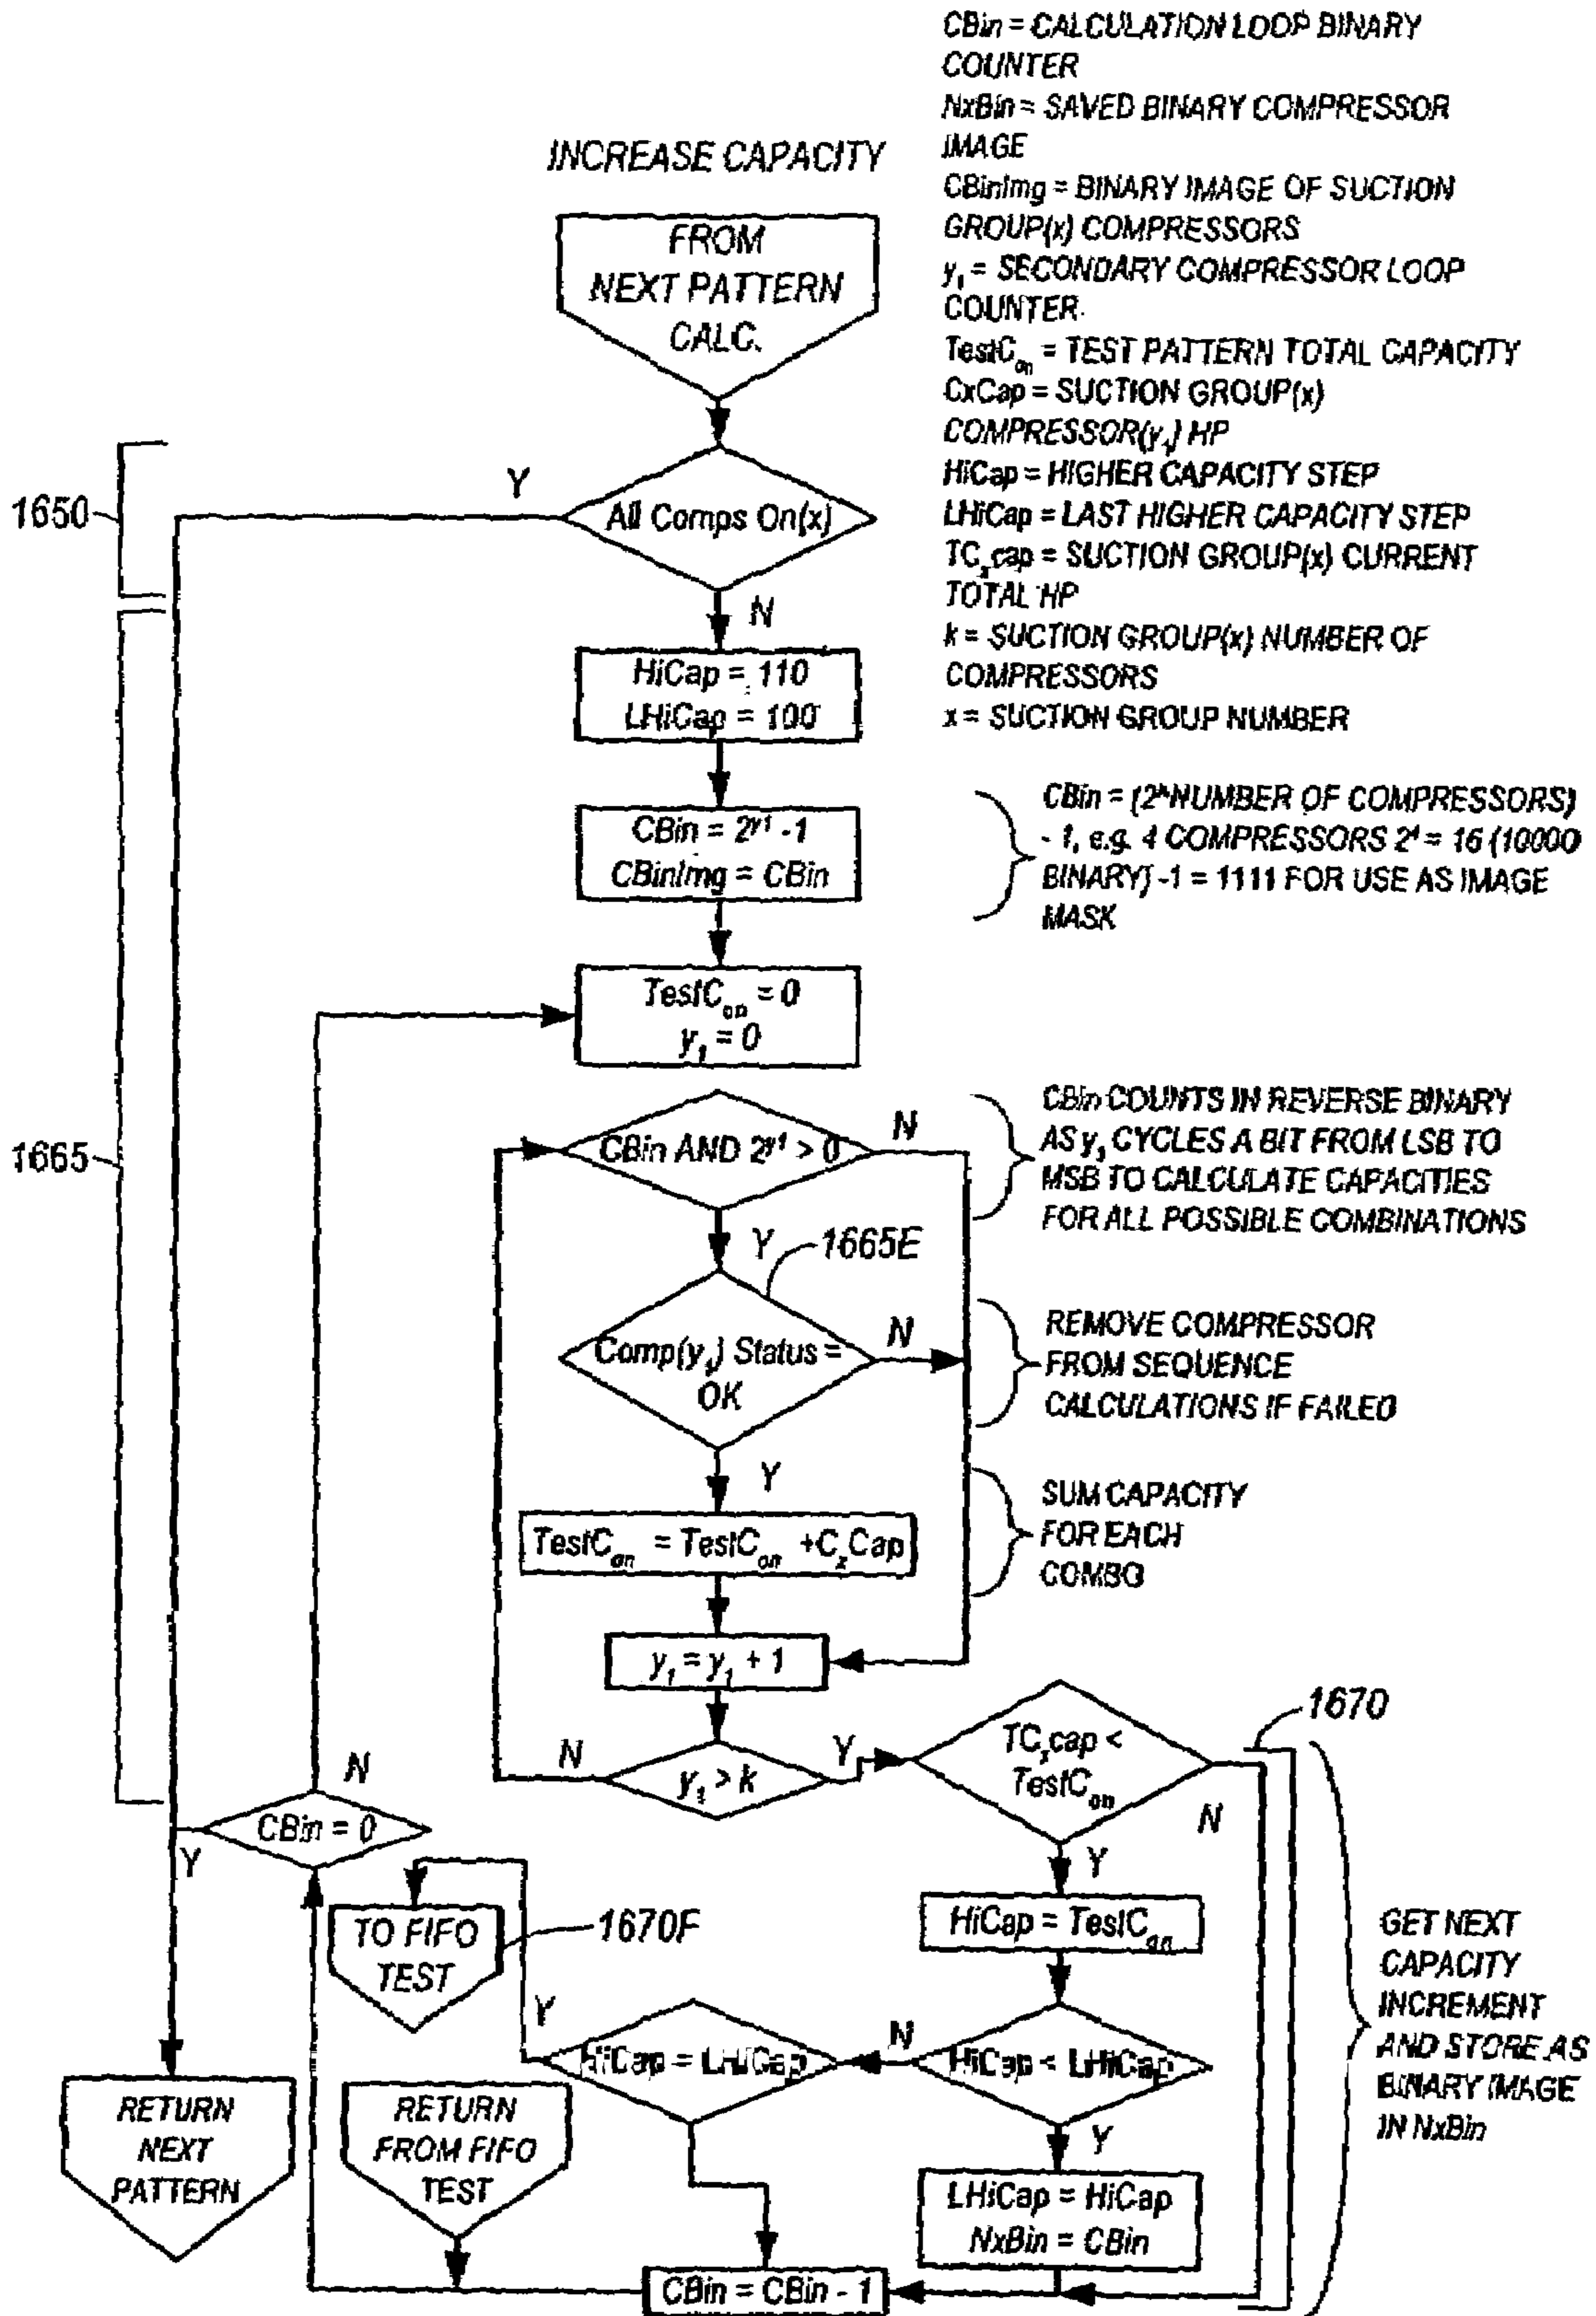 CBin = CALCULATION LOOP BINARY
COUNTER
NxBin = SAVED BINARY COMPRESSOR
IMAGE
CBinImg = BINARY IMAGE OF SUCTION
GROUP(x) COMPRESSORS
y₁ = SECONDARY COMPRESSOR LOOP
COUNTER.
TestCₒₙ = TEST PATTERN TOTAL CAPACITY
CxCap = SUCTION GROUP(x)
COMPRESSOR(y₁) HP
HiCap = HIGHER CAPACITY STEP
LHiCap = LAST HIGHER CAPACITY STEP
TCₓcap = SUCTION GROUP(x) CURRENT
TOTAL HP
k = SUCTION GROUP(x) NUMBER OF
COMPRESSORS
x = SUCTION GROUP NUMBER
INCREASE CAPACITY
FROM
NEXT PATTERN
CALC.
1650
Y
All Comps On(x)
N
HiCap = 110
LHiCap = 100
CBin = 2^y1 -1
CBinImg = CBin
CBin = (2^NUMBER OF COMPRESSORS)
- 1, e.g. 4 COMPRESSORS 2⁴ = 16 (10000
BINARY) -1 = 1111 FOR USE AS IMAGE
MASK
TestCₒₙ = 0
y₁ = 0
1665
CBin AND 2^y1 > 0
N
CBin COUNTS IN REVERSE BINARY
AS y₁ CYCLES A BIT FROM LSB TO
MSB TO CALCULATE CAPACITIES
FOR ALL POSSIBLE COMBINATIONS
Y
1665E
Comp(y₁) Status =
OK
N
REMOVE COMPRESSOR
FROM SEQUENCE
CALCULATIONS IF FAILED
Y
TestCₒₙ = TestCₒₙ +CₓCap
SUM CAPACITY
FOR EACH
COMBO
y₁ = y₁ + 1
N
y₁ > k
Y
TCₓcap <
TestCₒₙ
N
1670
Y
N
CBin = 0
Y
HiCap = TestCₒₙ
TO FIFO
TEST
1670F
GET NEXT
CAPACITY
INCREMENT
AND STORE AS
BINARY IMAGE
IN NxBin
Y
HiCap = LHiCap
N
HiCap < LHiCap
Y
RETURN
NEXT
PATTERN
RETURN
FROM FIFO
TEST
LHiCap = HiCap
NxBin = CBin
CBin = CBin - 1